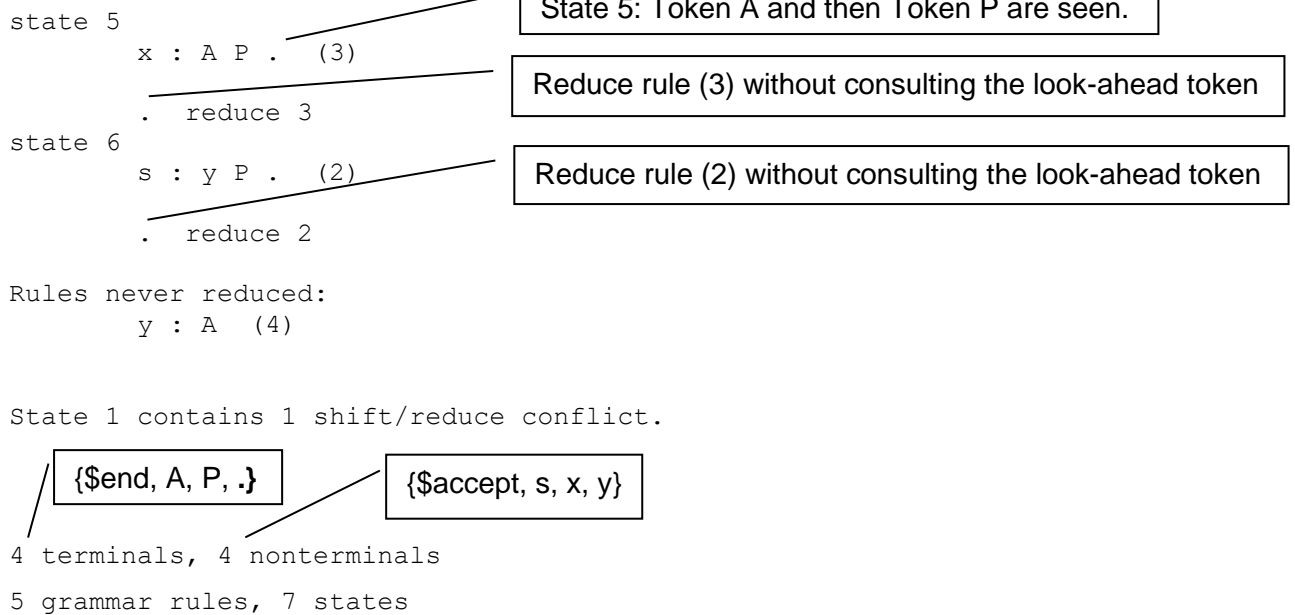 State 5: Token A and then Token P are seen.
state 5
x : A P . (3)
Reduce rule (3) without consulting the look-ahead token
. reduce 3
state 6
s : y P . (2)
Reduce rule (2) without consulting the look-ahead token
. reduce 2
Rules never reduced:
y : A (4)
State 1 contains 1 shift/reduce conflict.
{$end, A, P, .}
{$accept, s, x, y}
4 terminals, 4 nonterminals
5 grammar rules, 7 states